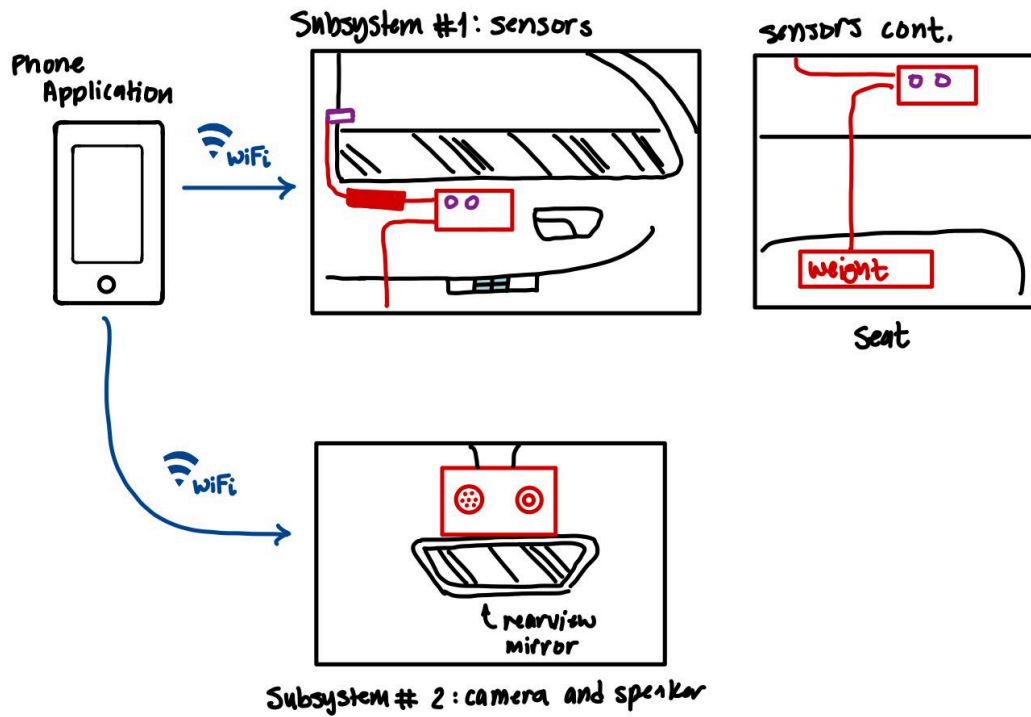 Phone
Application
WiFi
Subsystem #1: sensors
sensors cont.
weight
Seat
WiFi
rearview
mirror
Subsystem # 2: camera and speaker